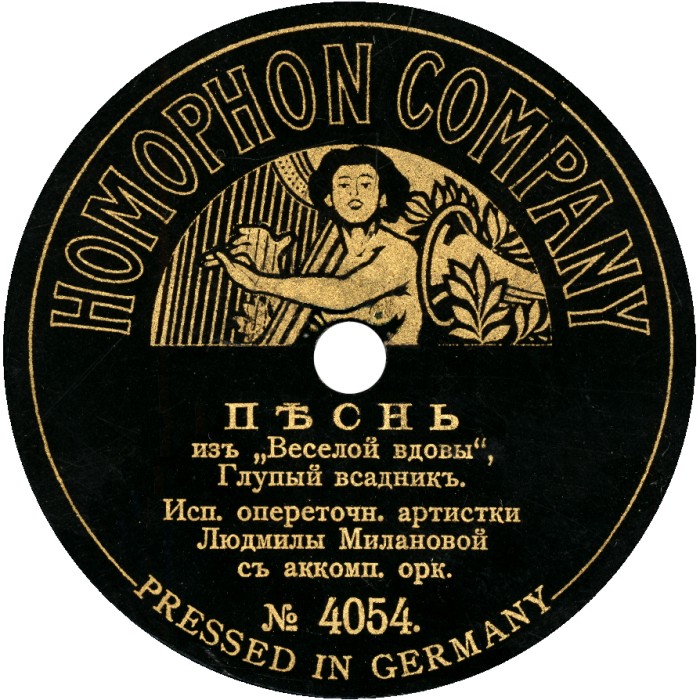 HOMOPHON COMPANY
ПѢСНЬ
изъ „Веселой вдовы“,
Глупый всадникъ.
Исп. опереточн. артистки
Людмилы Милановой
съ аккомп. орк.
№ 4054.
PRESSED IN GERMANY